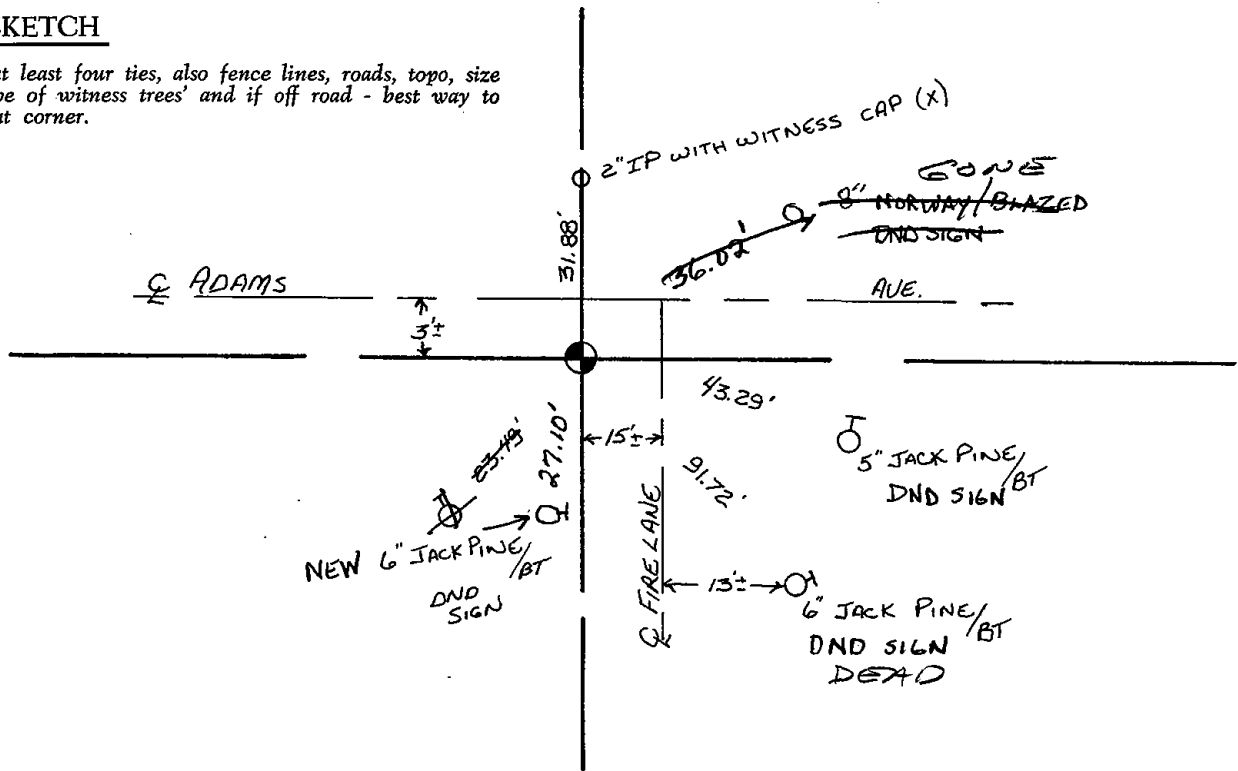 KETCH
t least four ties, also fence lines, roads, topo, size
pe of witness trees' and if off road - best way to
ut corner.
2" IP WITH WITNESS CAP (X)
GONE
8" NORWAY/BLAZED
DND SIGN
36.02'
31.88'
℄ ADAMS
AVE.
3'±
43.29'
15'±
23.49'
27.10'
91.72'
5" JACK PINE/BT
DND SIGN
NEW 6" JACK PINE/BT
DND
SIGN
℄ FIRE LANE
13'±
6" JACK PINE/BT
DND SIGN
DEAD